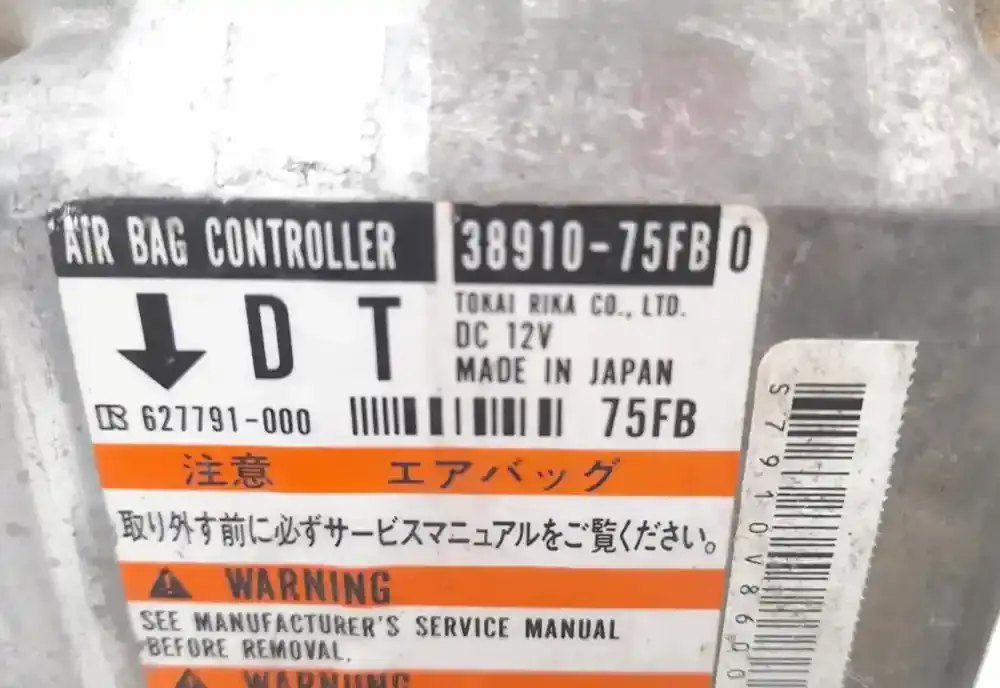 AIR BAG CONTROLLER
38910-75FB0
D T
TOKAI RIKA CO., LTD.
DC 12V
MADE IN JAPAN
627791-000
75FB
注意 エアバッグ
取り外す前に必ずサービスマニュアルをご覧ください。
WARNING
SEE MANUFACTURER'S SERVICE MANUAL
BEFORE REMOVAL.
WARNING
S7910V8600